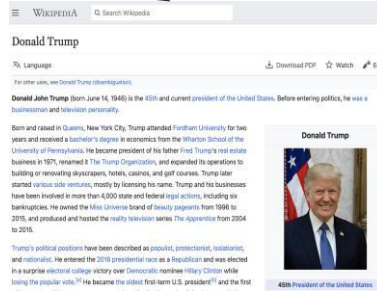 WIKIPEDIA
Search Wikipedia
Donald Trump
Language
Download PDF
Watch
For other uses, see Donald Trump (disambiguation).
Donald John Trump (born June 14, 1946) is the 45th and current president of the United States. Before entering politics, he was a
businessman and television personality.
Born and raised in Queens, New York City, Trump attended Fordham University for two
years and received a bachelor's degree in economics from the Wharton School of the
University of Pennsylvania. He became president of his father Fred Trump's real estate
business in 1971, renamed it The Trump Organization, and expanded its operations to
building or renovating skyscrapers, hotels, casinos, and golf courses. Trump later
started various side ventures, mostly by licensing his name. Trump and his businesses
have been involved in more than 4,000 state and federal legal actions, including six
bankruptcies. He owned the Miss Universe brand of beauty pageants from 1996 to
2015, and produced and hosted the reality television series The Apprentice from 2004
to 2015.
Trump's political positions have been described as populist, protectionist, isolationist,
and nationalist. He entered the 2016 presidential race as a Republican and was elected
in a surprise electoral college victory over Democratic nominee Hillary Clinton while
losing the popular vote.[a] He became the oldest first-term U.S. president[b] and the first
Donald Trump
45th President of the United States